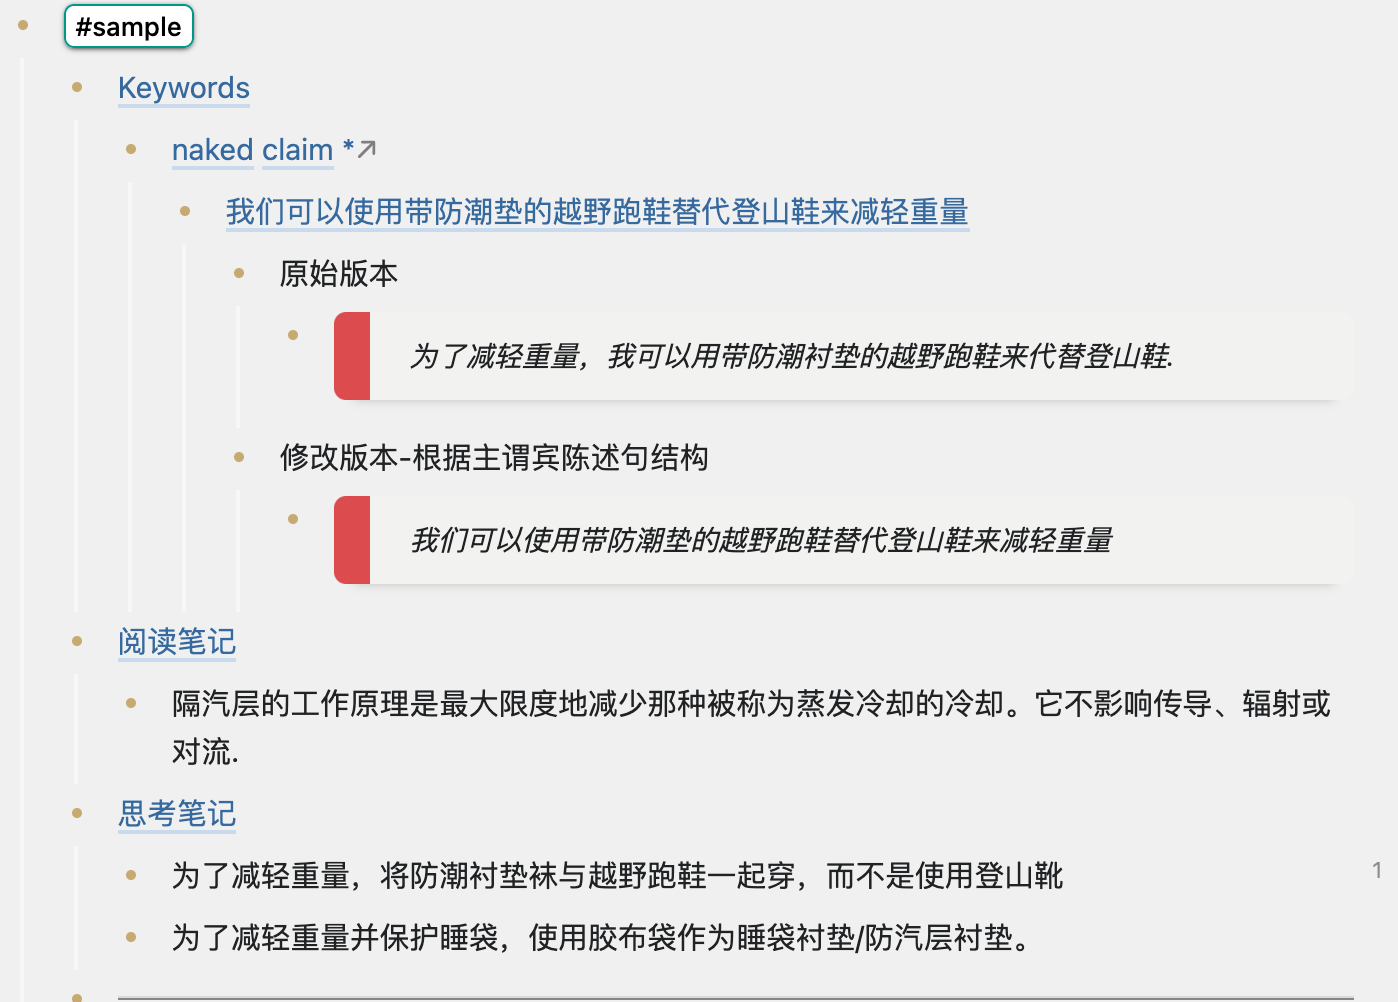 #sample
Keywords
naked claim *↗
我们可以使用带防潮垫的越野跑鞋替代登山鞋来减轻重量
原始版本
为了减轻重量，我可以用带防潮衬垫的越野跑鞋来代替登山鞋.
修改版本-根据主谓宾陈述句结构
我们可以使用带防潮垫的越野跑鞋替代登山鞋来减轻重量
阅读笔记
隔汽层的工作原理是最大限度地减少那种被称为蒸发冷却的冷却。它不影响传导、辐射或
对流.
思考笔记
为了减轻重量，将防潮衬垫袜与越野跑鞋一起穿，而不是使用登山靴
1
为了减轻重量并保护睡袋，使用胶布袋作为睡袋衬垫/防汽层衬垫。